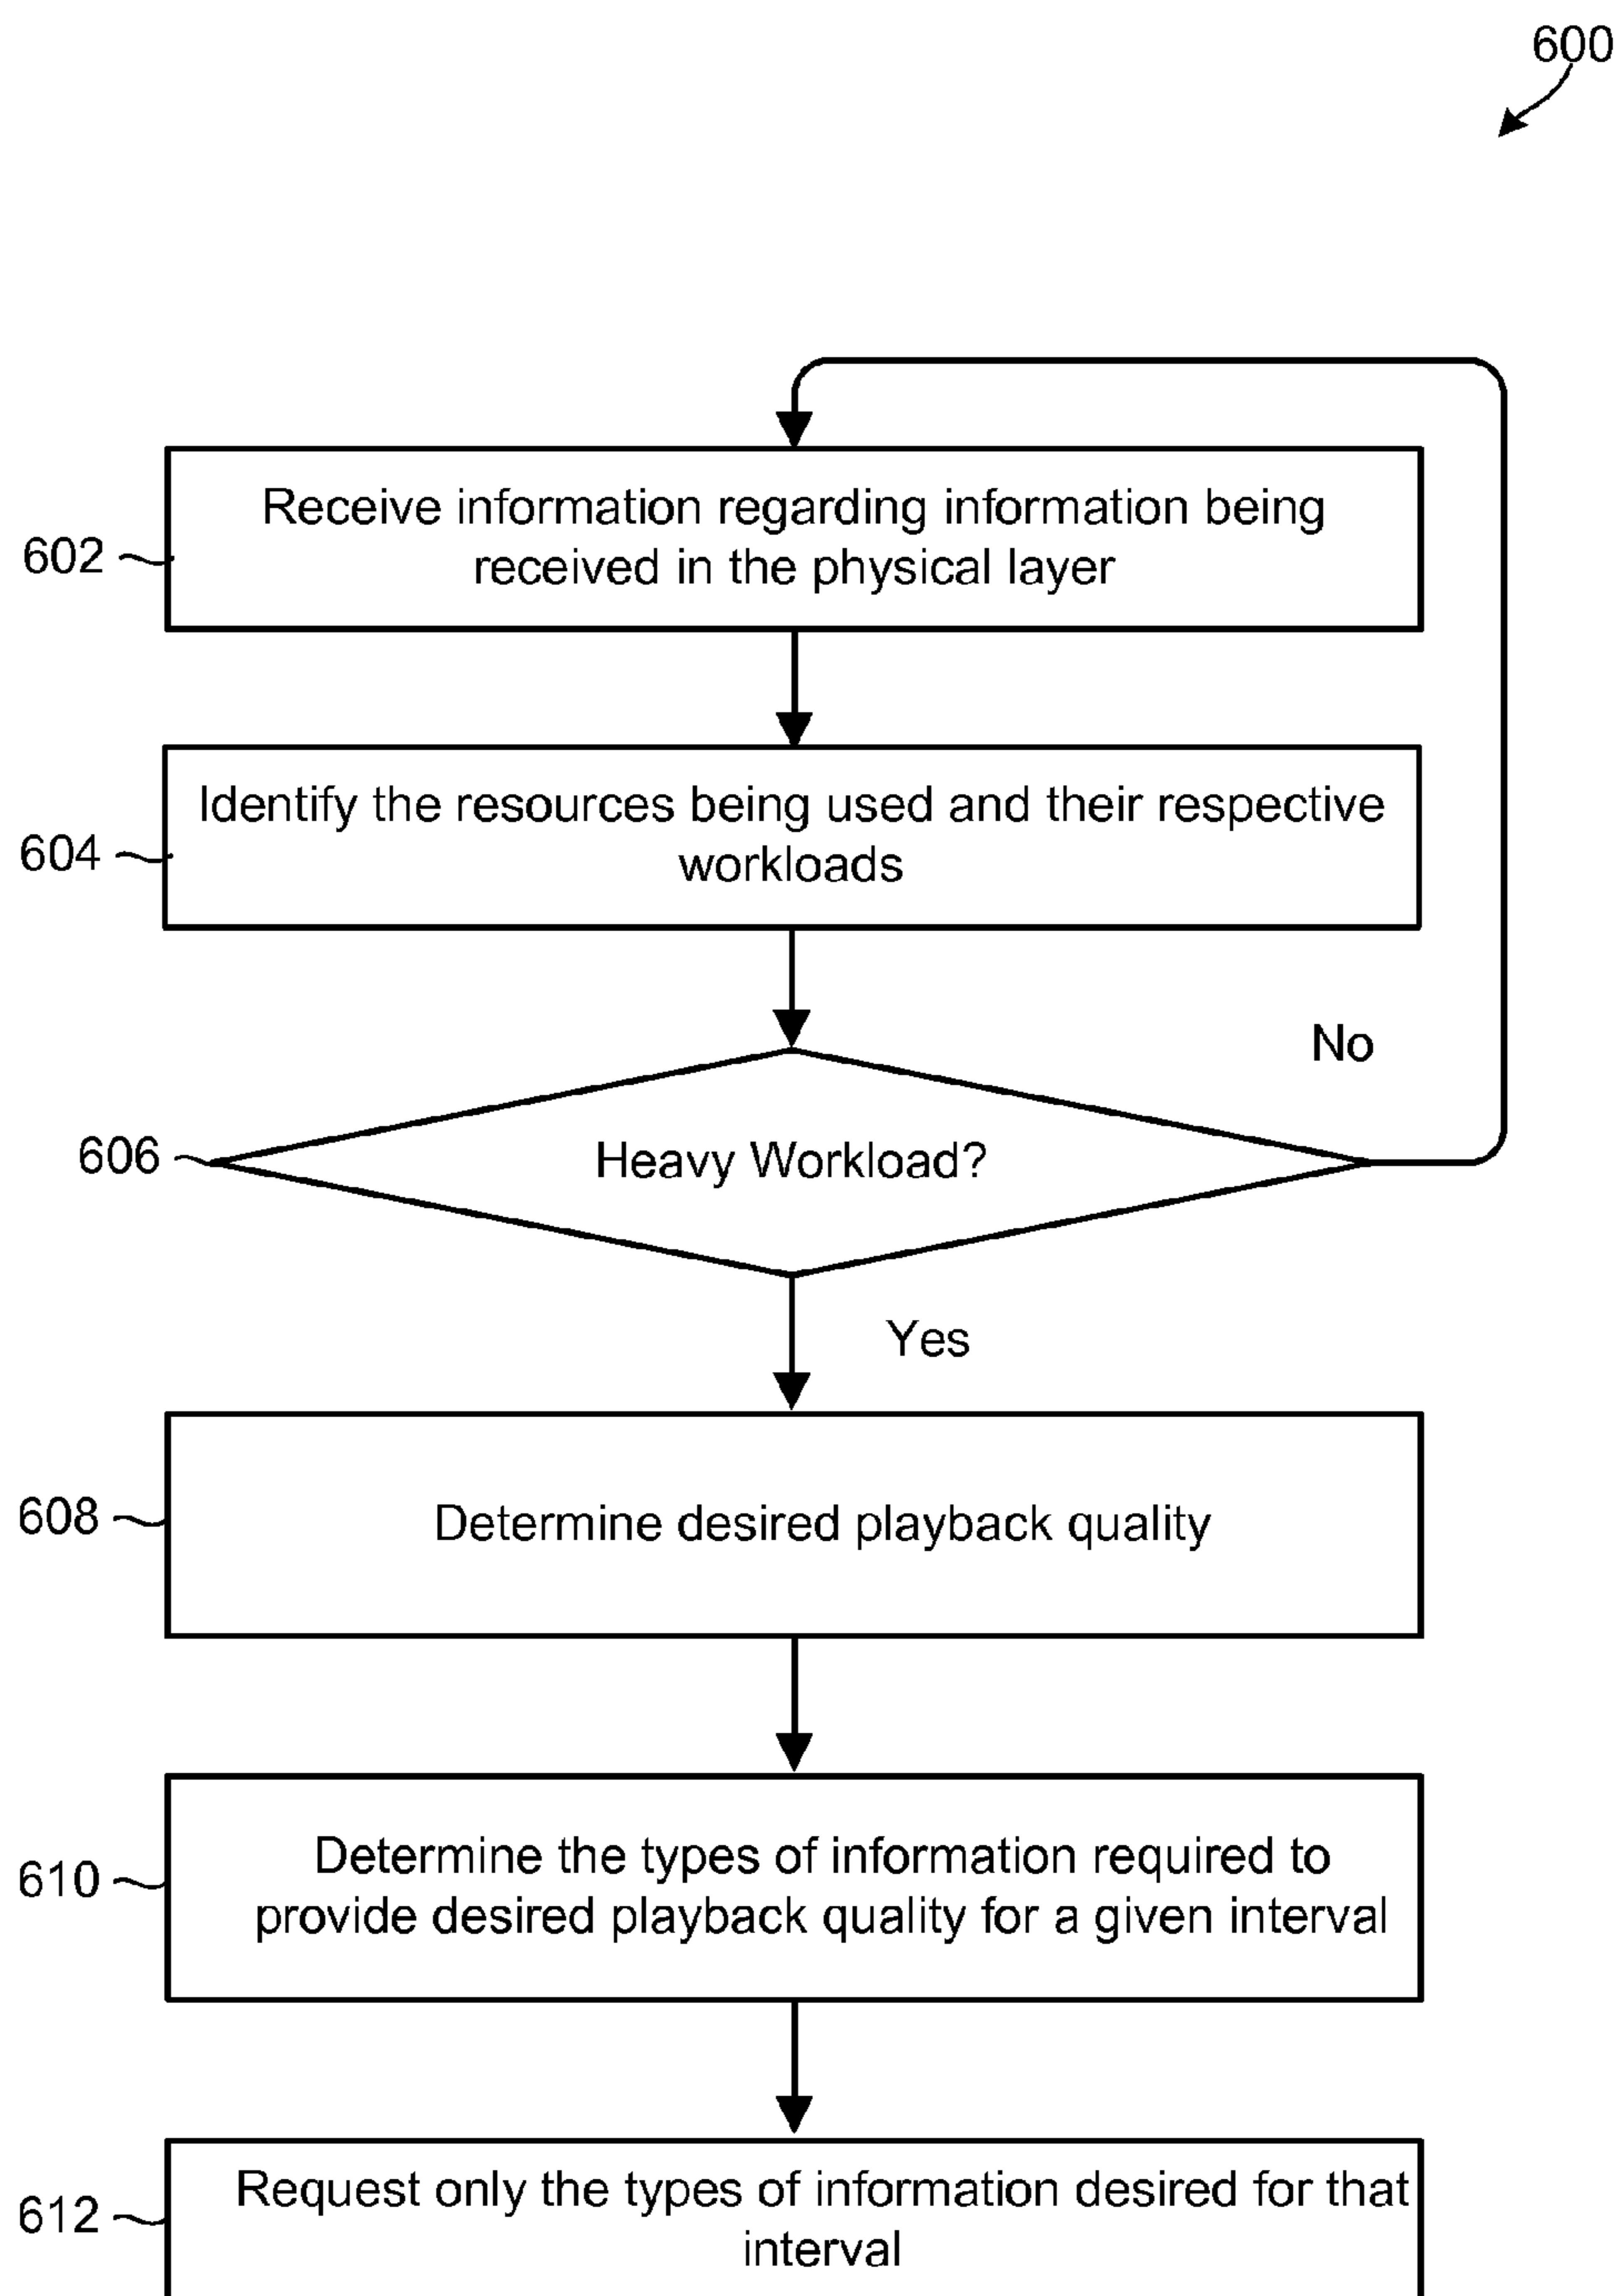 600
Receive information regarding information being
received in the physical layer
602
Identify the resources being used and their respective
workloads
604
No
606
Heavy Workload?
Yes
608
Determine desired playback quality
610
Determine the types of information required to
provide desired playback quality for a given interval
612
Request only the types of information desired for that
interval